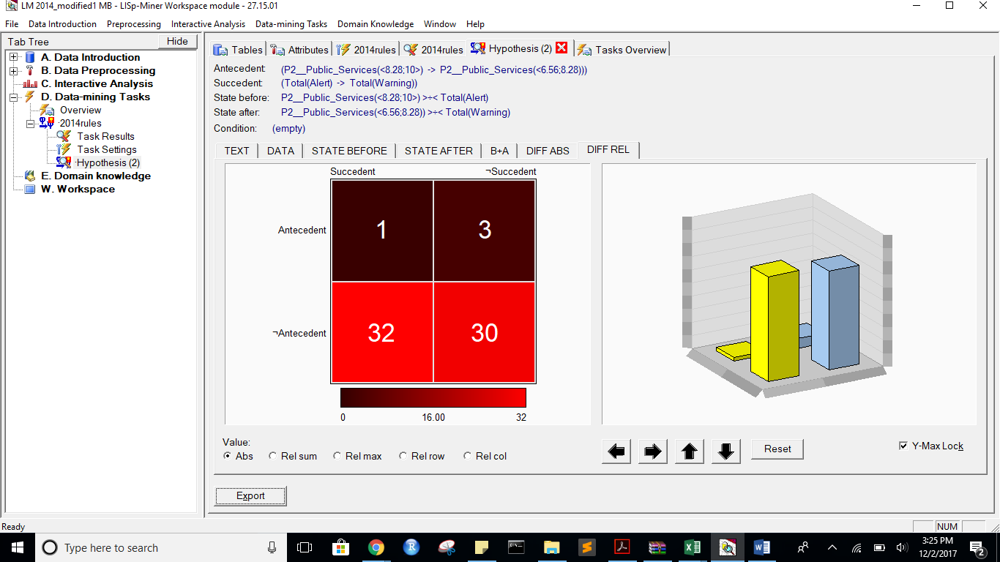 LM 2014_modified1 MB - LISp-Miner Workspace module - 27.15.01
File Data Introduction Preprocessing Interactive Analysis Data-mining Tasks Domain Knowledge Window Help
Tab Tree Hide
A. Data Introduction
B. Data Preprocessing
C. Interactive Analysis
D. Data-mining Tasks
Overview
·2014rules
Task Results
Task Settings
·Hypothesis (2)
E. Domain knowledge
W. Workspace
Tables Attributes 2014rules 2014rules Hypothesis (2) Tasks Overview
Antecedent: (P2__Public_Services(<8.28;10>) -> P2__Public_Services(<6.56;8.28)))
Succedent: (Total(Alert) -> Total(Warning))
State before: P2__Public_Services(<8.28;10>) >÷< Total(Alert)
State after: P2__Public_Services(<6.56;8.28)) >÷< Total(Warning)
Condition: (empty)
TEXT DATA STATE BEFORE STATE AFTER B+A DIFF ABS DIFF REL
Succedent ¬Succedent
Antecedent 1 3
¬Antecedent 32 30
0 16.00 32
Value:
Abs Rel sum Rel max Rel row Rel col
Reset
Y-Max Lock
Export
Ready
NUM
Type here to search
3:25 PM
12/2/2017
2